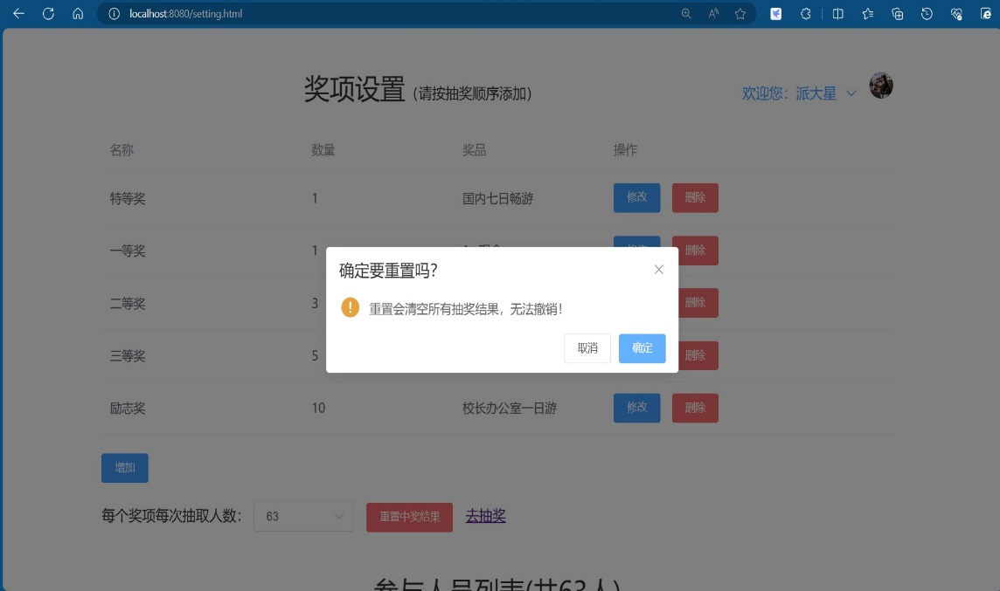 localhost:8080/setting.html
奖项设置（请按抽奖顺序添加）
欢迎您：派大星
名称 数量 奖品 操作
特等奖 1 国内七日畅游 修改 删除
一等奖 1 删除
二等奖 3 删除
三等奖 5 删除
励志奖 10 校长办公室一日游 修改 删除
确定要重置吗？
重置会清空所有抽奖结果，无法撤销！
取消 确定
增加
每个奖项每次抽取人数： 63 重置中奖结果 去抽奖
参与人员列表(共63人)